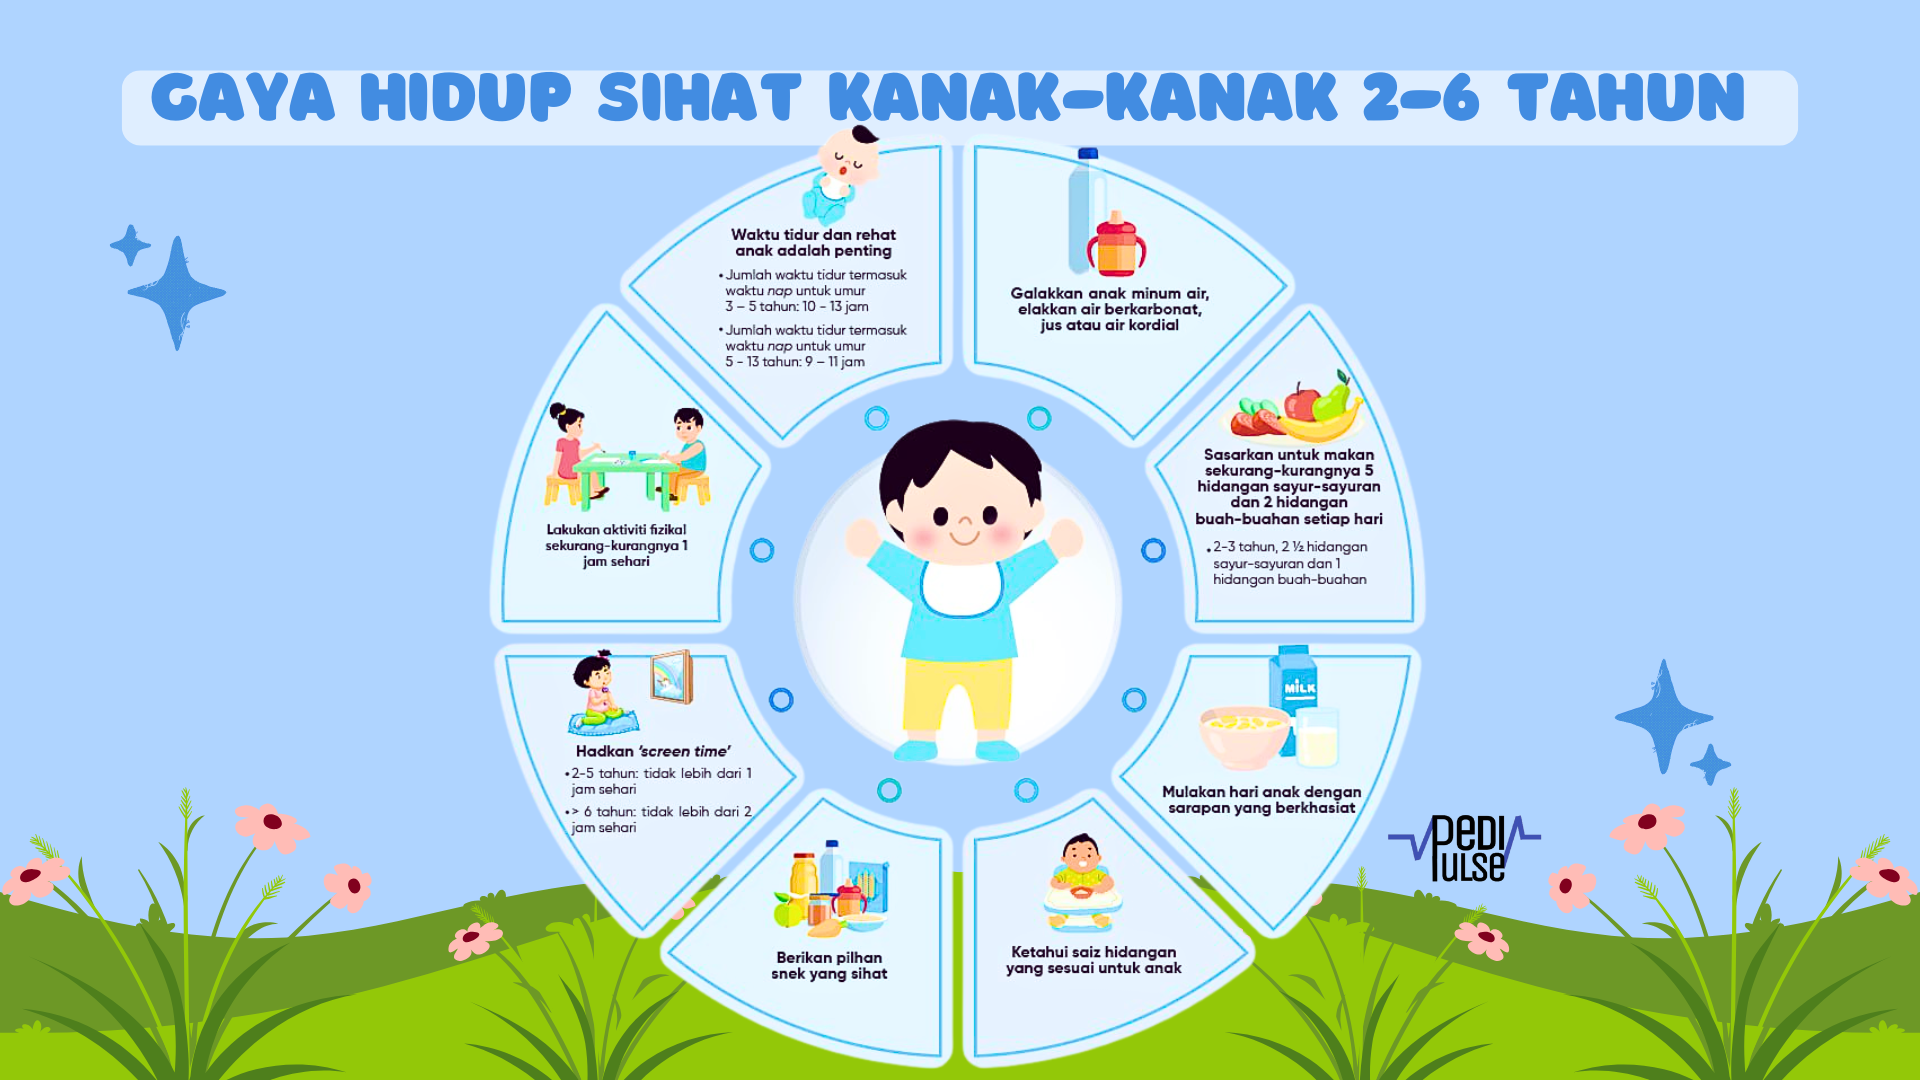 GAYA HIDUP SIHAT KANAK-KANAK 2-6 TAHUN
Waktu tidur dan rehat
anak adalah penting
• Jumlah waktu tidur termasuk
waktu nap untuk umur
3 – 5 tahun: 10 - 13 jam
• Jumlah waktu tidur termasuk
waktu nap untuk umur
5 - 13 tahun: 9 – 11 jam
Galakkan anak minum air,
elakkan air berkarbonat,
jus atau air kordial
Sasarkan untuk makan
sekurang-kurangnya 5
hidangan sayur-sayuran
dan 2 hidangan
buah-buahan setiap hari
• 2-3 tahun, 2 ½ hidangan
sayur-sayuran dan 1
hidangan buah-buahan
MILK
Mulakan hari anak dengan
sarapan yang berkhasiat
Ketahui saiz hidangan
yang sesuai untuk anak
Berikan pilhan
snek yang sihat
Hadkan 'screen time'
• 2-5 tahun: tidak lebih dari 1
jam sehari
• > 6 tahun: tidak lebih dari 2
jam sehari
Lakukan aktiviti fizikal
sekurang-kurangnya 1
jam sehari
PEDI
PULSE